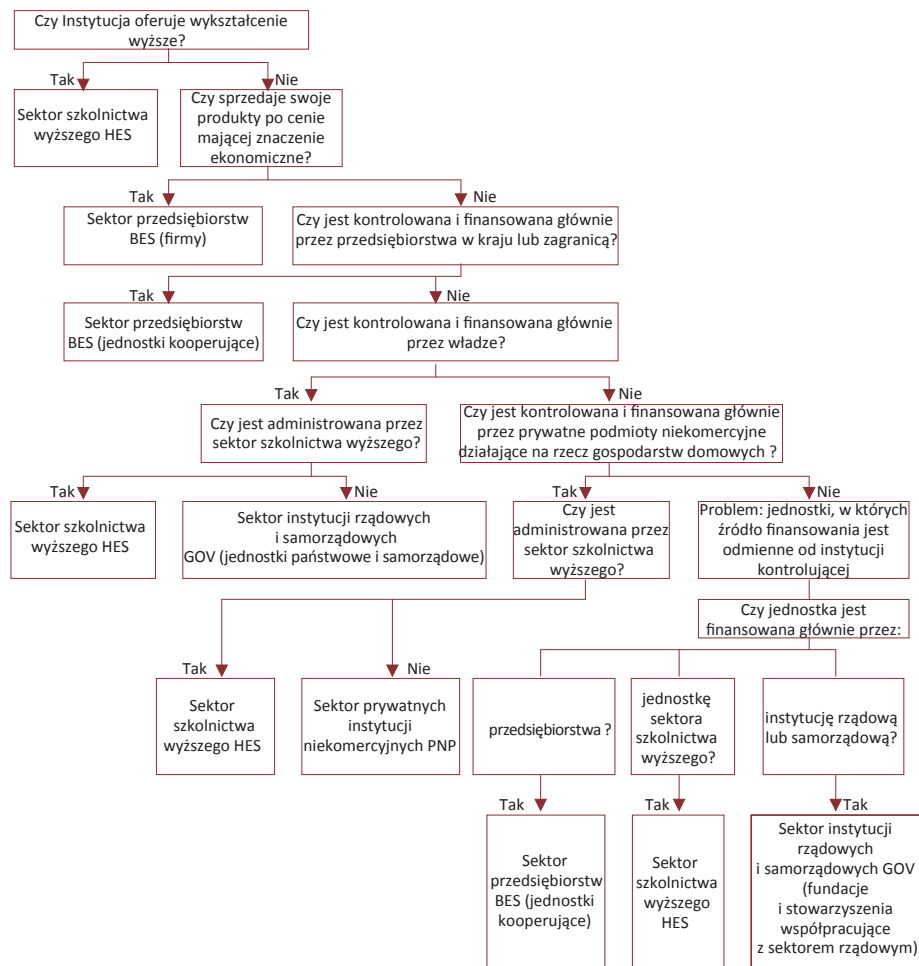 Czy Instytucja oferuje wykształcenie
wyższe?
Tak
Nie
Sektor szkolnictwa
wyższego HES
Czy sprzedaje swoje
produkty po cenie
mającej znaczenie
ekonomiczne?
Tak
Nie
Sektor przedsiębiorstw
BES (firmy)
Czy jest kontrolowana i finansowana głównie
przez przedsiębiorstwa w kraju lub zagranicą?
Tak
Nie
Sektor przedsiębiorstw
BES (jednostki kooperujące)
Czy jest kontrolowana i finansowana głównie
przez władze?
Tak
Nie
Czy jest administrowana przez
sektor szkolnictwa wyższego?
Czy jest kontrolowana i finansowana głównie
przez prywatne podmioty niekomercyjne
działające na rzecz gospodarstw domowych ?
Tak
Nie
Tak
Nie
Sektor szkolnictwa
wyższego HES
Sektor instytucji rządowych
i samorządowych
GOV (jednostki państwowe i samorządowe)
Czy jest
administrowana przez
sektor szkolnictwa
wyższego?
Problem: jednostki, w których
źródło finansowania jest
odmienne od instytucji
kontrolującej
Czy jednostka jest
finansowana głównie przez:
Tak
Nie
Sektor
szkolnictwa
wyższego HES
Sektor prywatnych
instytucji
niekomercyjnych PNP
przedsiębiorstwa ?
jednostkę
sektora
szkolnictwa
wyższego?
instytucję rządową
lub samorządową?
Tak
Tak
Tak
Sektor
przedsiębiorstw
BES (jednostki
kooperujące)
Sektor
szkolnictwa
wyższego
HES
Sektor instytucji
rządowych
i samorządowych GOV
(fundacje
i stowarzyszenia
współpracujące
z sektorem rządowym)